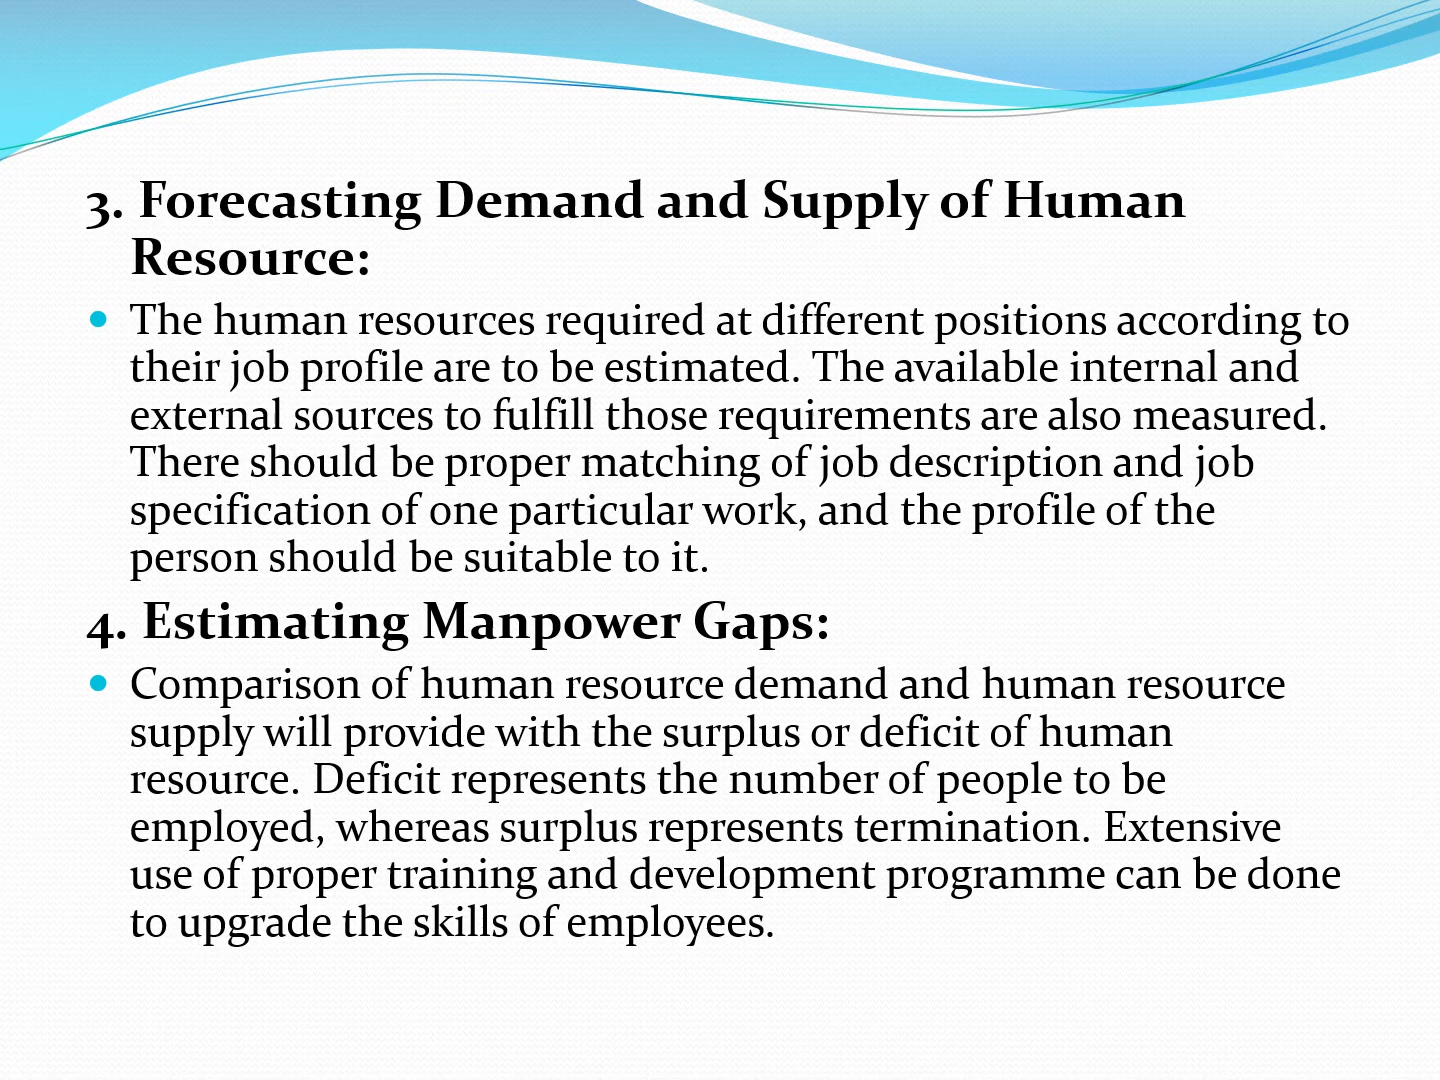 3. Forecasting Demand and Supply of Human
Resource:
• The human resources required at different positions according to
their job profile are to be estimated. The available internal and
external sources to fulfill those requirements are also measured.
There should be proper matching of job description and job
specification of one particular work, and the profile of the
person should be suitable to it.
4. Estimating Manpower Gaps:
• Comparison of human resource demand and human resource
supply will provide with the surplus or deficit of human
resource. Deficit represents the number of people to be
employed, whereas surplus represents termination. Extensive
use of proper training and development programme can be done
to upgrade the skills of employees.